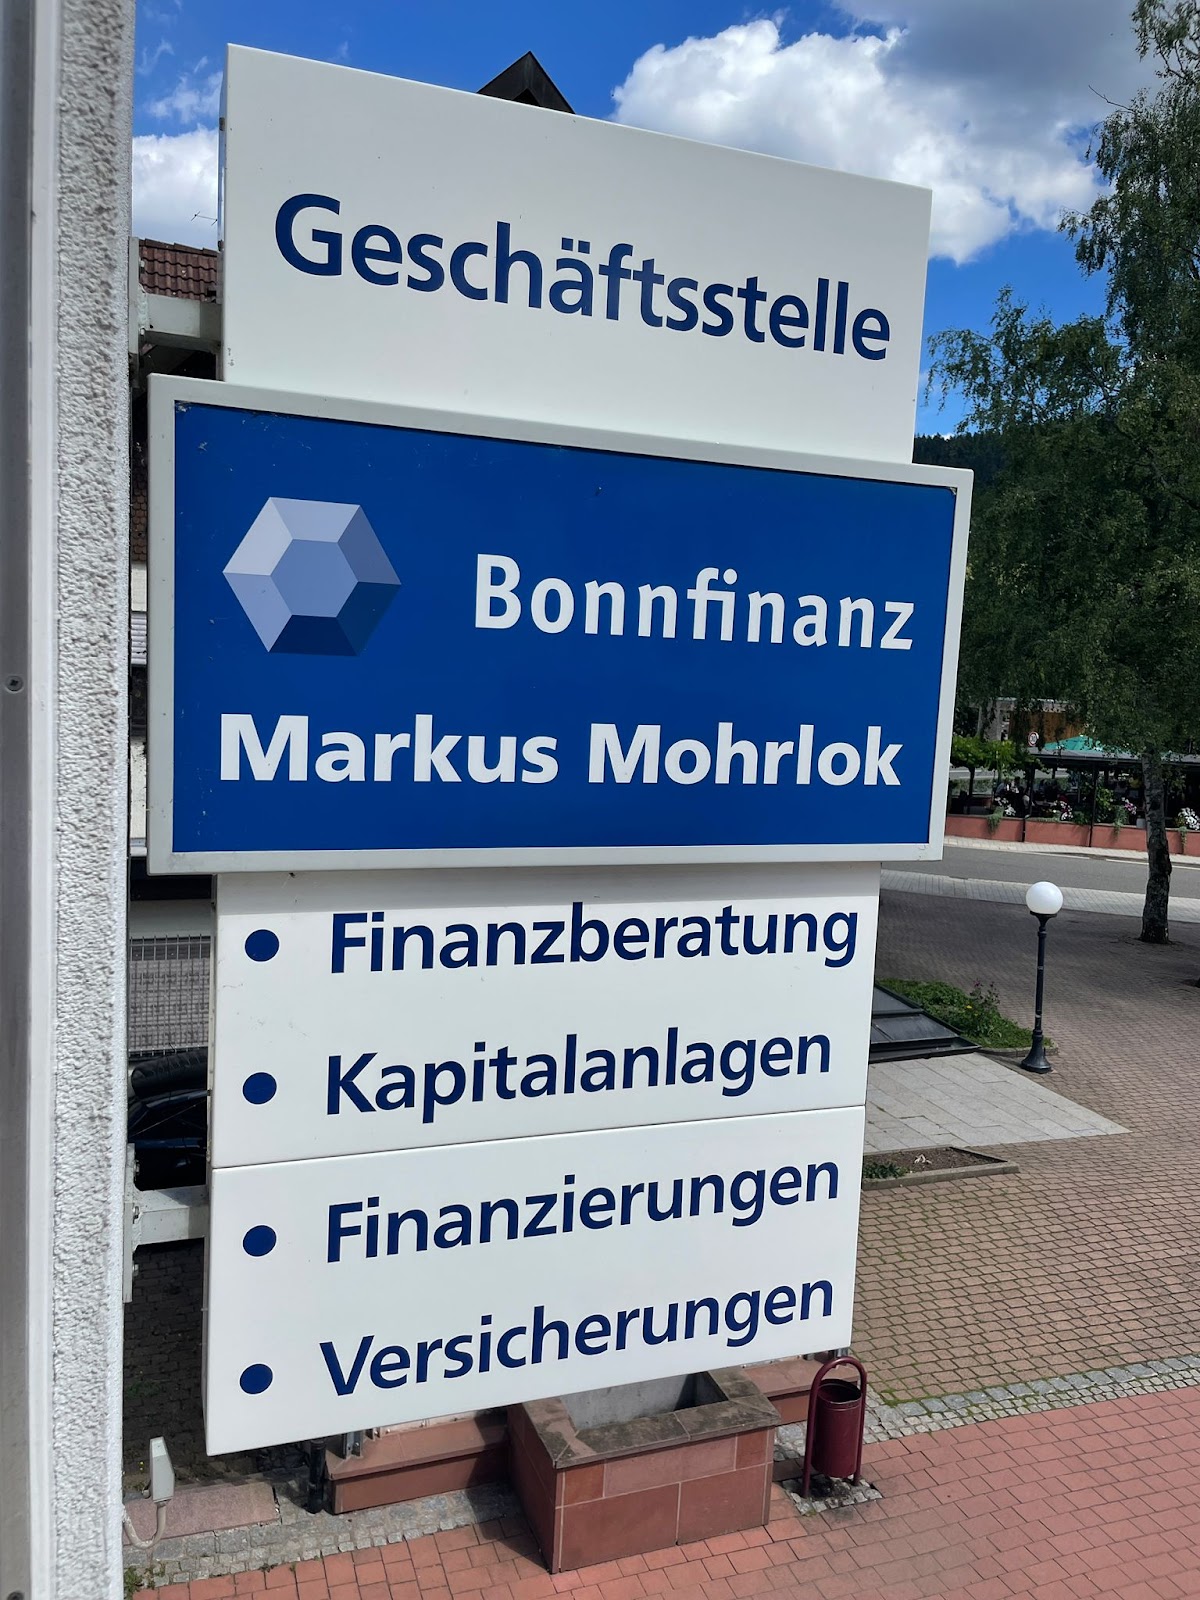 Geschäftsstelle
Bonnfinanz
Markus Mohrlok
• Finanzberatung
• Kapitalanlagen
• Finanzierungen
• Versicherungen